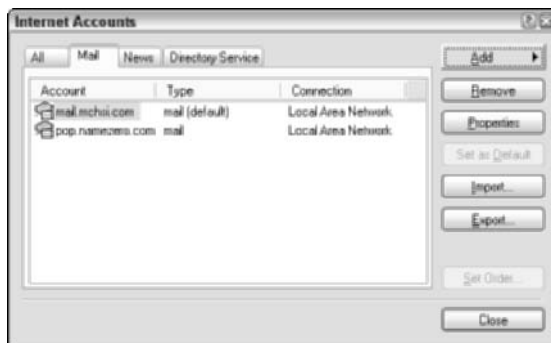 Internet Accounts
All Mail News Directory Service
Add
Remove
Properties
Set as Default
Import...
Export...
Set Order...
Close
Account Type Connection
mail.mchsi.com mail (default) Local Area Network
pop.namezero.com mail Local Area Network